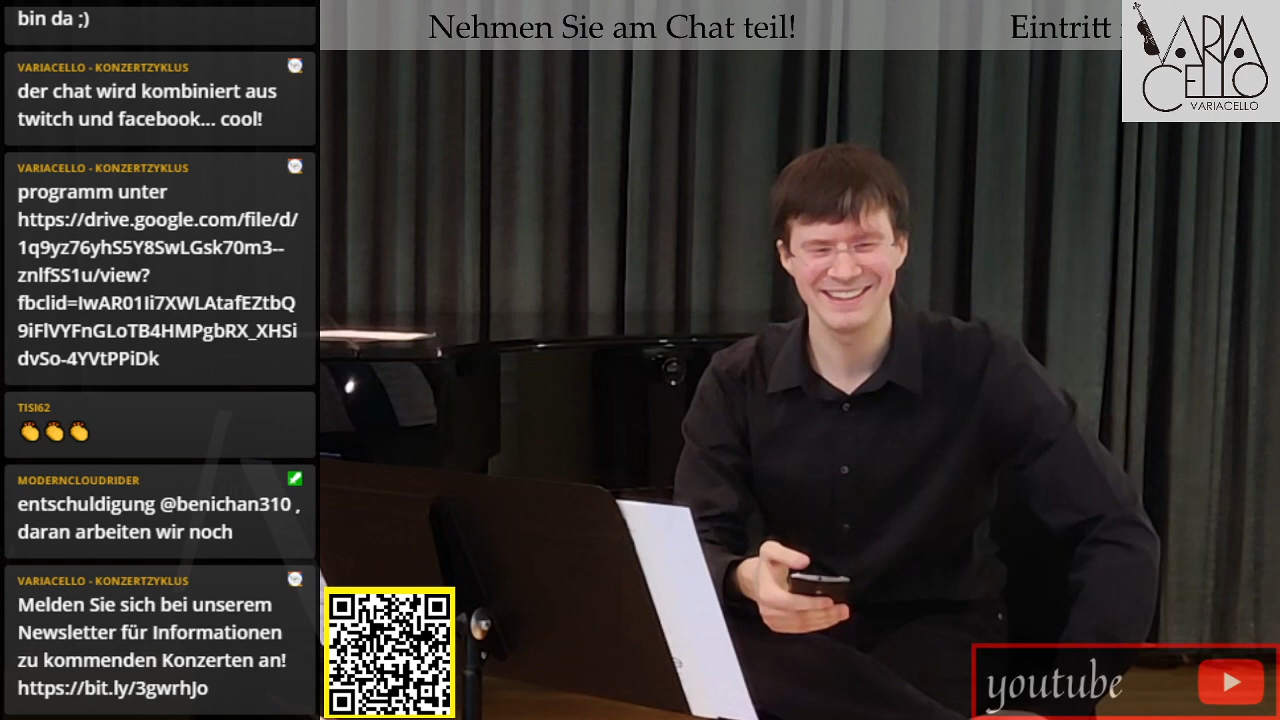 bin da ;)
VARIACELLO - KONZERTZYKLUS
der chat wird kombiniert aus
twitch und facebook... cool!
VARIACELLO - KONZERTZYKLUS
programm unter
https://drive.google.com/file/d/
1q9yz76yhS5Y8SwLGsk70m3--
znlfSS1u/view?
fbclid=IwAR01Ii7XWLAtafEZtbQ
9iFlVYFnGLoTB4HMPgbRX_XHSi
dvSo-4YVtPPiDk
TISI62
👏👏👏
MODERNCLOUDRIDER
entschuldigung @benichan310 ,
daran arbeiten wir noch
VARIACELLO - KONZERTZYKLUS
Melden Sie sich bei unserem
Newsletter für Informationen
zu kommenden Konzerten an!
https://bit.ly/3gwrhJo
Nehmen Sie am Chat teil!
Eintritt
VARIA
CELLO
VARIACELLO
youtube